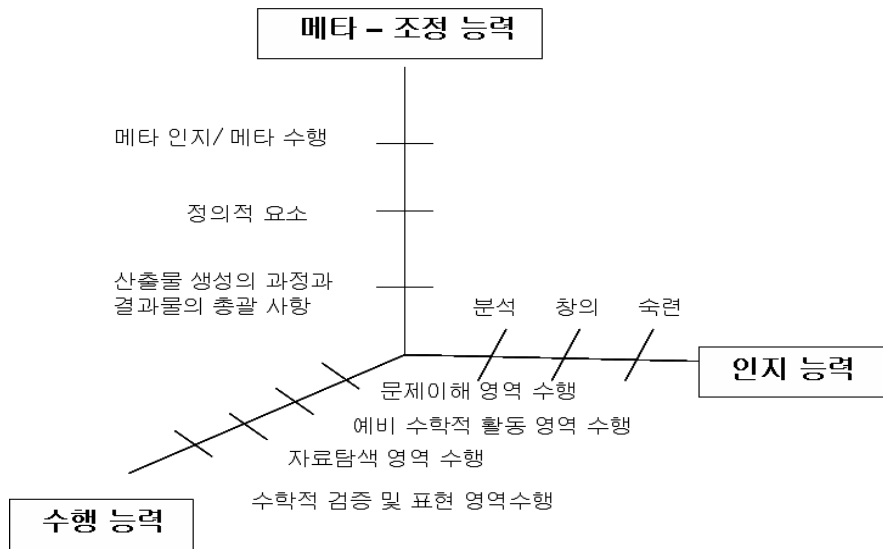 메타 – 조정 능력
메타 인지/ 메타 수행
정의적 요소
산출물 생성의 과정과
결과물의 총괄 사항
분석 창의 숙련
인지 능력
문제이해 영역 수행
예비 수학적 활동 영역 수행
자료탐색 영역 수행
수학적 검증 및 표현 영역수행
수행 능력